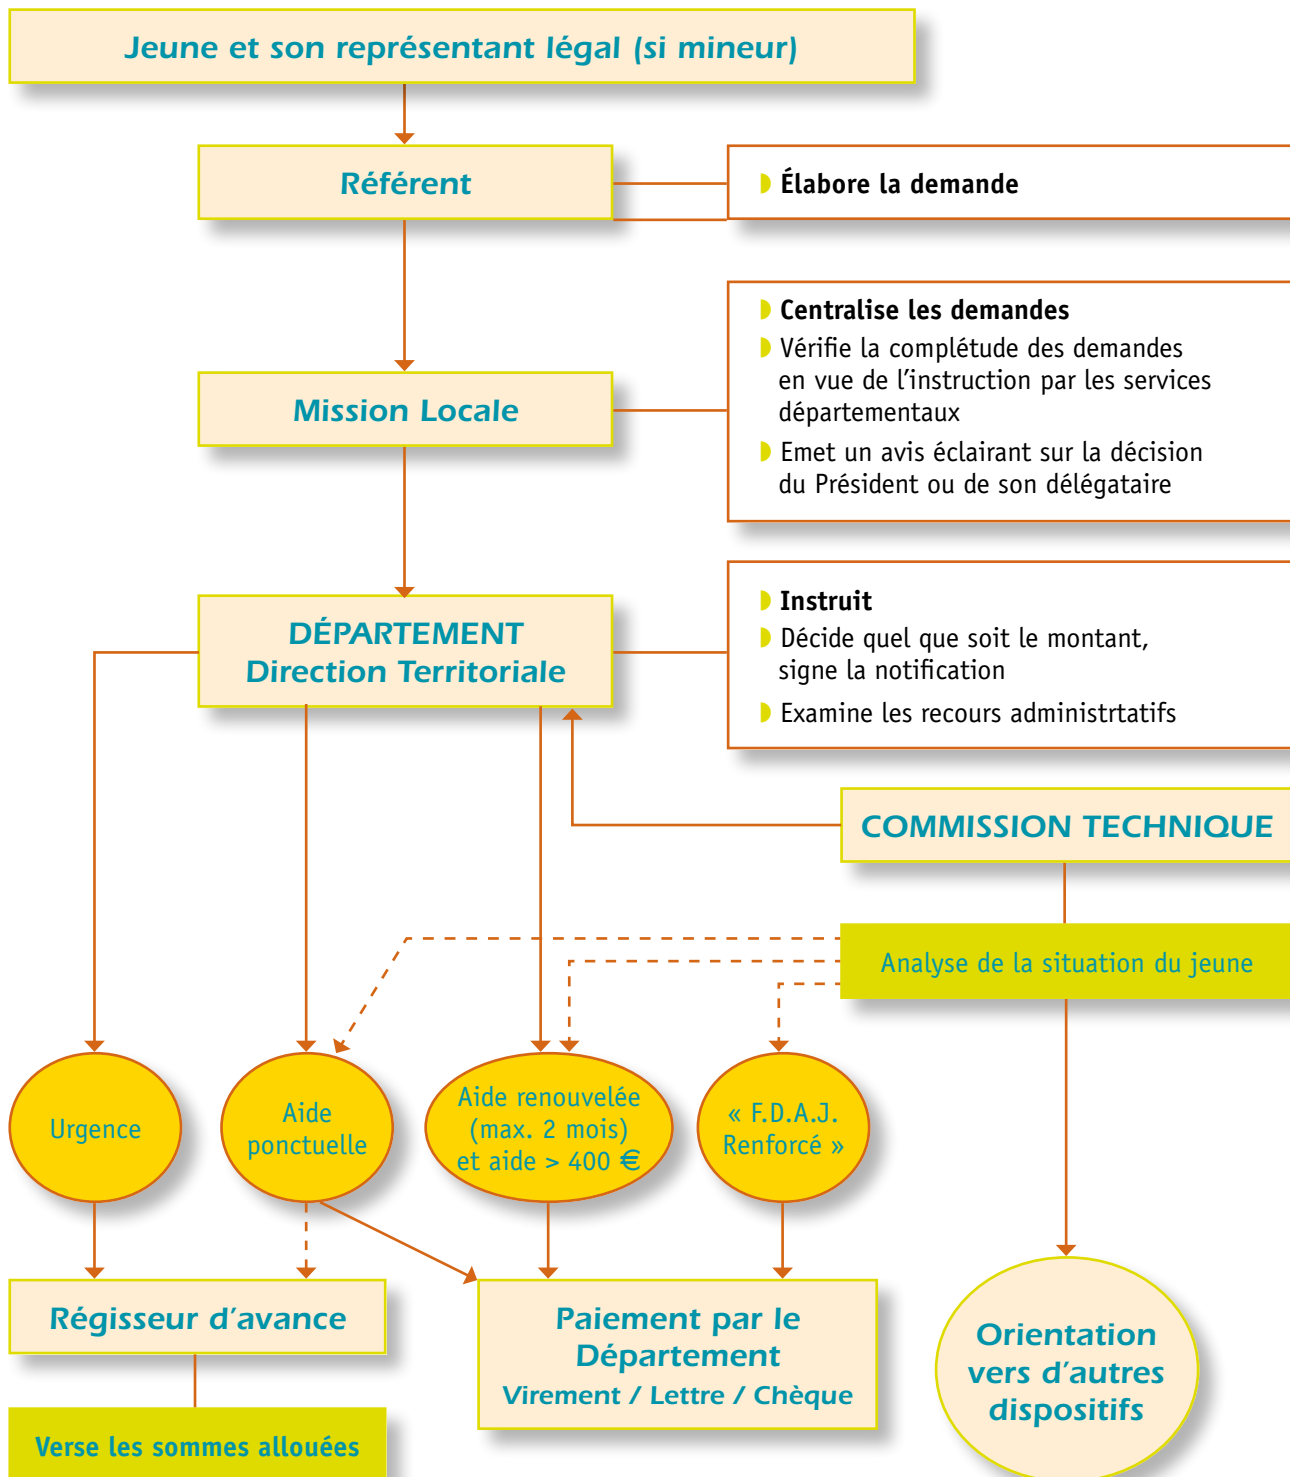 Jeune et son représentant légal (si mineur)
Référent
Élabore la demande
Mission Locale
Centralise les demandes
Vérifie la complétude des demandes
en vue de l'instruction par les services
départementaux
Emet un avis éclairant sur la décision
du Président ou de son délégataire
DÉPARTEMENT
Direction Territoriale
Instruit
Décide quel que soit le montant,
signe la notification
Examine les recours administrtatifs
COMMISSION TECHNIQUE
Analyse de la situation du jeune
Urgence
Aide
ponctuelle
Aide renouvelée
(max. 2 mois)
et aide > 400 €
« F.D.A.J.
Renforcé »
Régisseur d'avance
Verse les sommes allouées
Paiement par le
Département
Virement / Lettre / Chèque
Orientation
vers d'autres
dispositifs